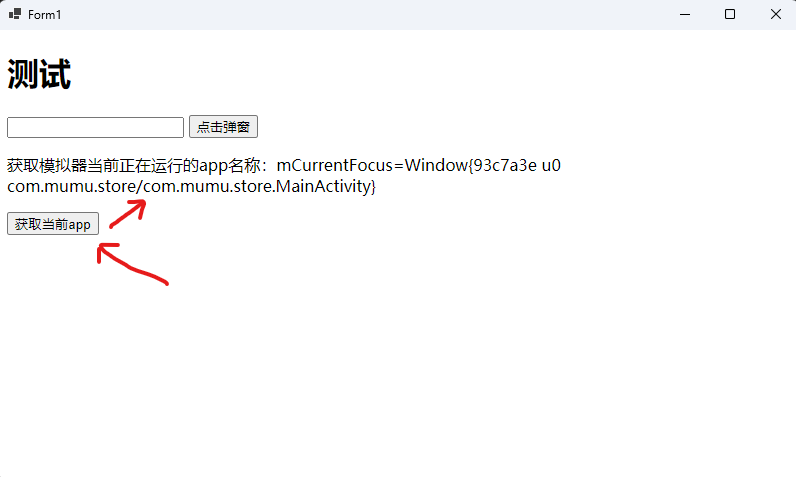 Form1
测试
点击弹窗
获取模拟器当前正在运行的app名称：mCurrentFocus=Window{93c7a3e u0
com.mumu.store/com.mumu.store.MainActivity}
获取当前app